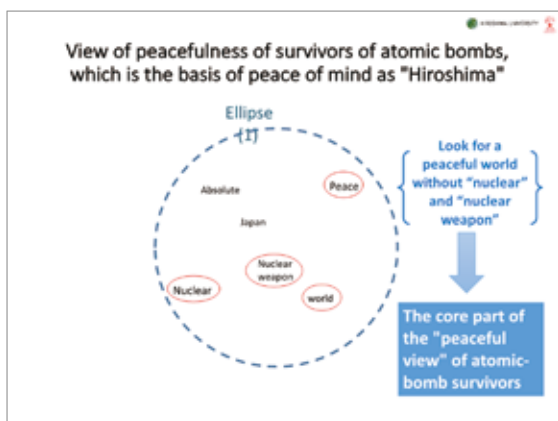 HIROSHIMA UNIVERSITY
View of peacefulness of survivors of atomic bombs,
which is the basis of peace of mind as "Hiroshima"
Ellipse
(1)
Absolute
Peace
Japan
Nuclear
weapon
Nuclear
world
Look for a
peaceful world
without "nuclear"
and "nuclear
weapon"
The core part of
the "peaceful
view" of atomic-
bomb survivors